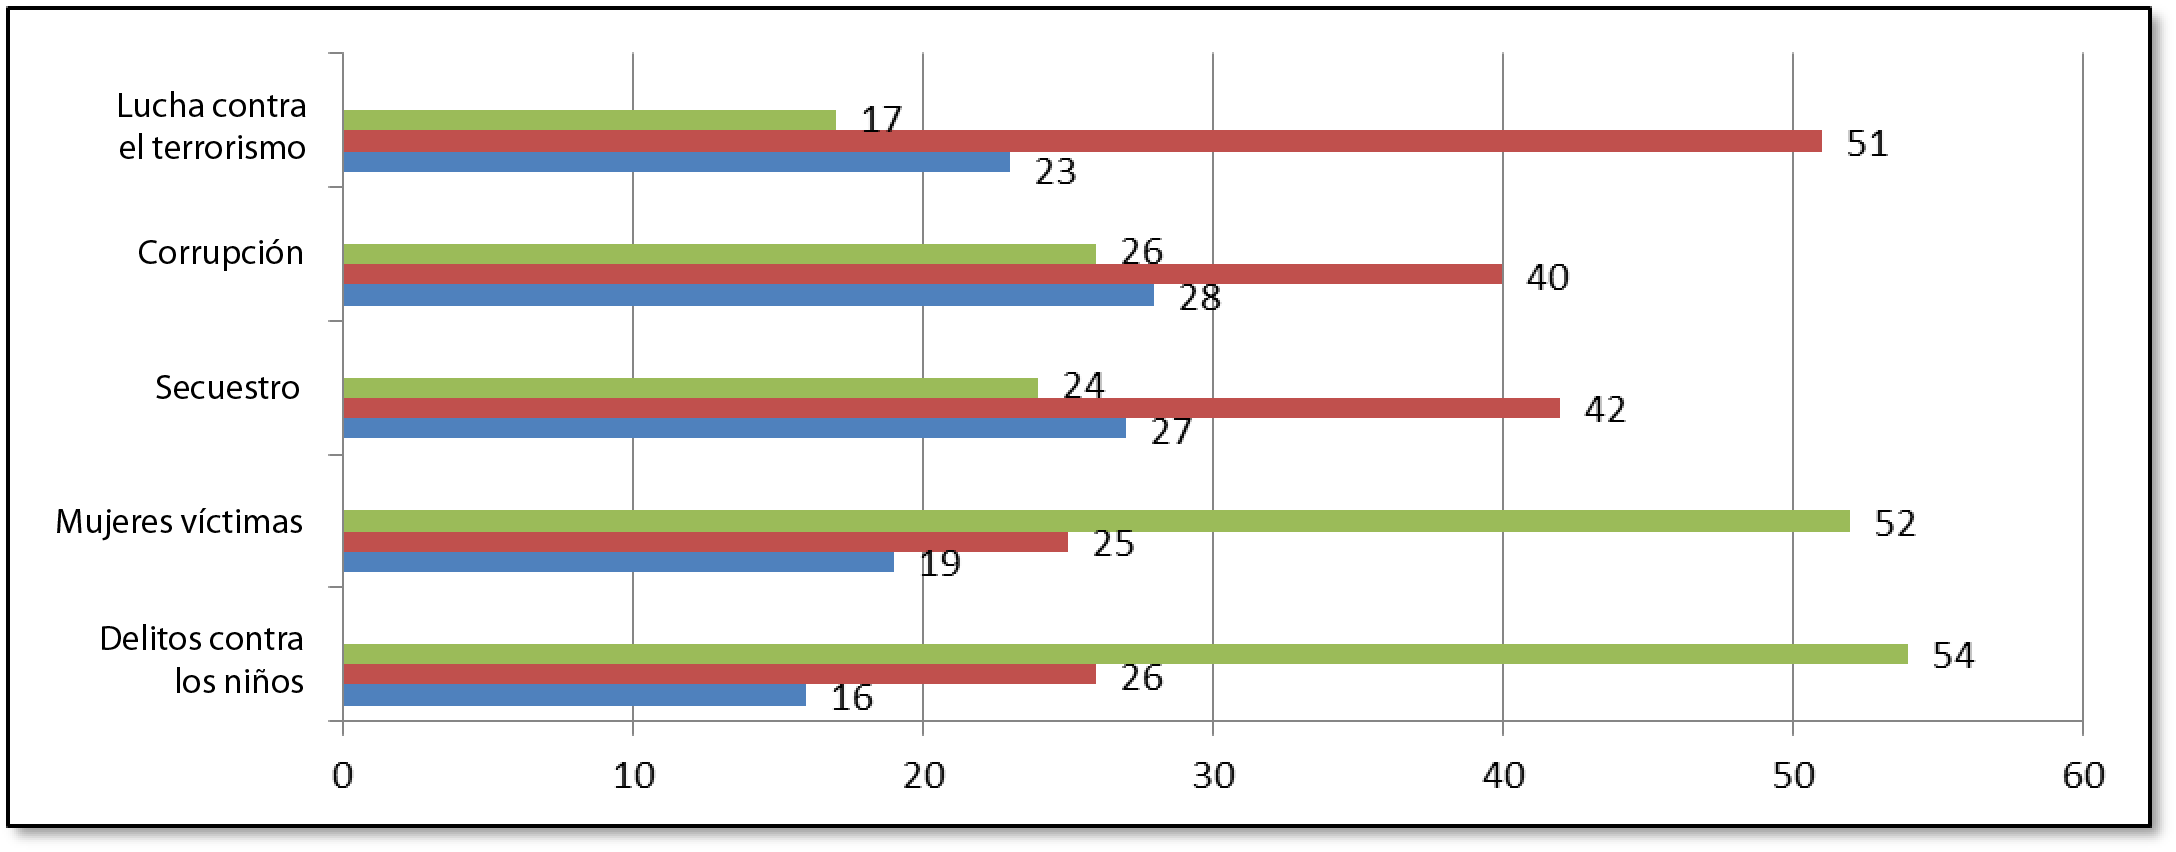 Lucha contra
el terrorismo
17
51
23
Corrupción
26
40
28
Secuestro
24
42
27
Mujeres víctimas
52
25
19
Delitos contra
los niños
54
26
16
0 10 20 30 40 50 60